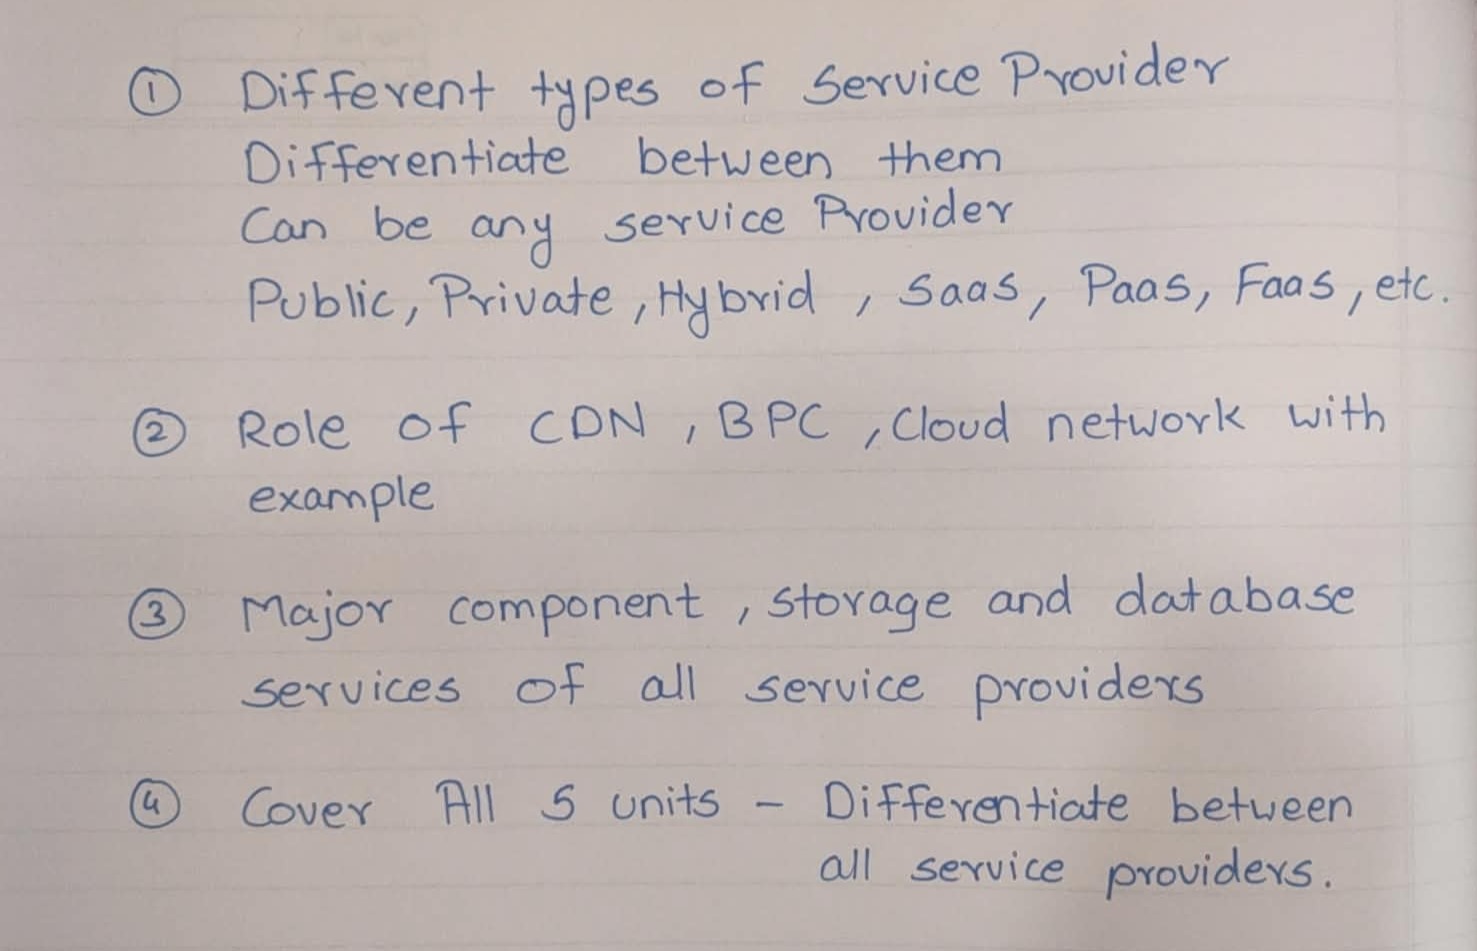 ① Different types of Service Provider
Differentiate between them
Can be any service Provider
Public, Private, Hybrid, Saas, Paas, Faas, etc.
② Role of CDN, BPC, Cloud network with
example
③ Major component, storage and database
services of all service providers
④ Cover All 5 units - Differentiate between
all service providers.